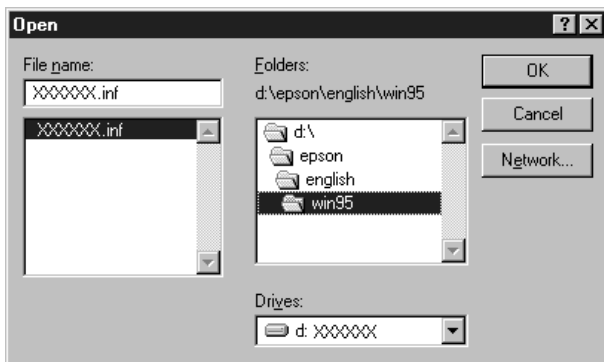 Open
File name:
XXXXXX.inf
XXXXXX.inf
Folders:
d:\epson\english\win95
d:\
epson
english
win95
Drives:
d: XXXXXX
OK
Cancel
Network...